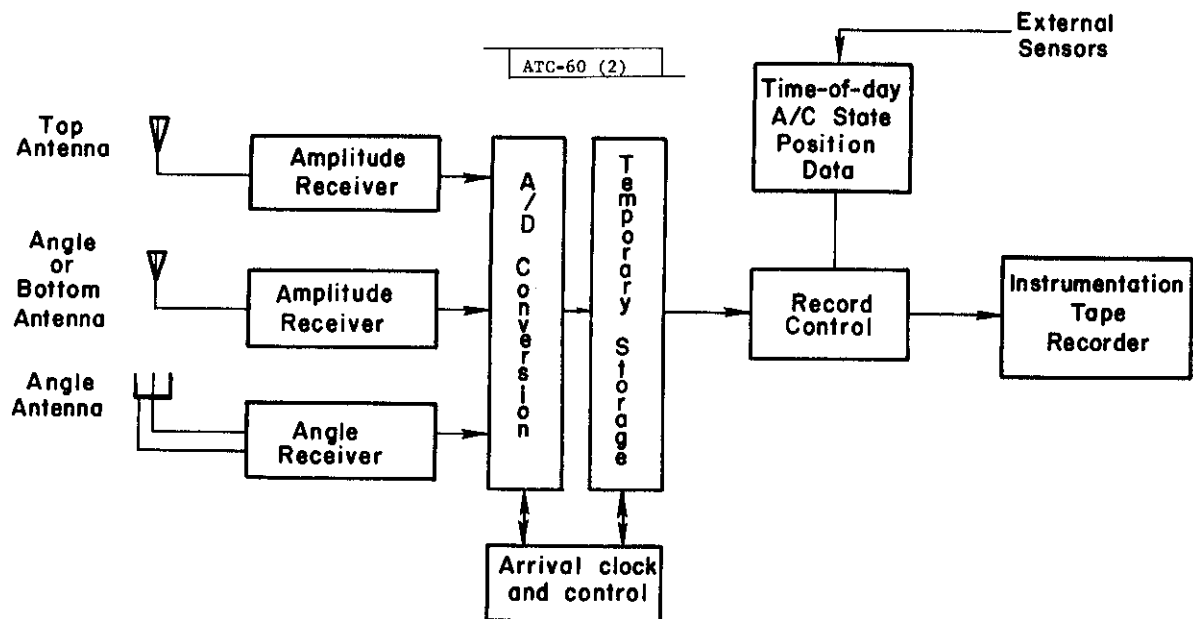 External
Sensors
ATC-60 (2)
Time-of-day
A/C State
Position
Data
Top
Antenna
Amplitude
Receiver
A/D Conversion
Temporary Storage
Angle
or
Bottom
Antenna
Amplitude
Receiver
Record
Control
Instrumentation
Tape
Recorder
Angle
Antenna
Angle
Receiver
Arrival clock
and control